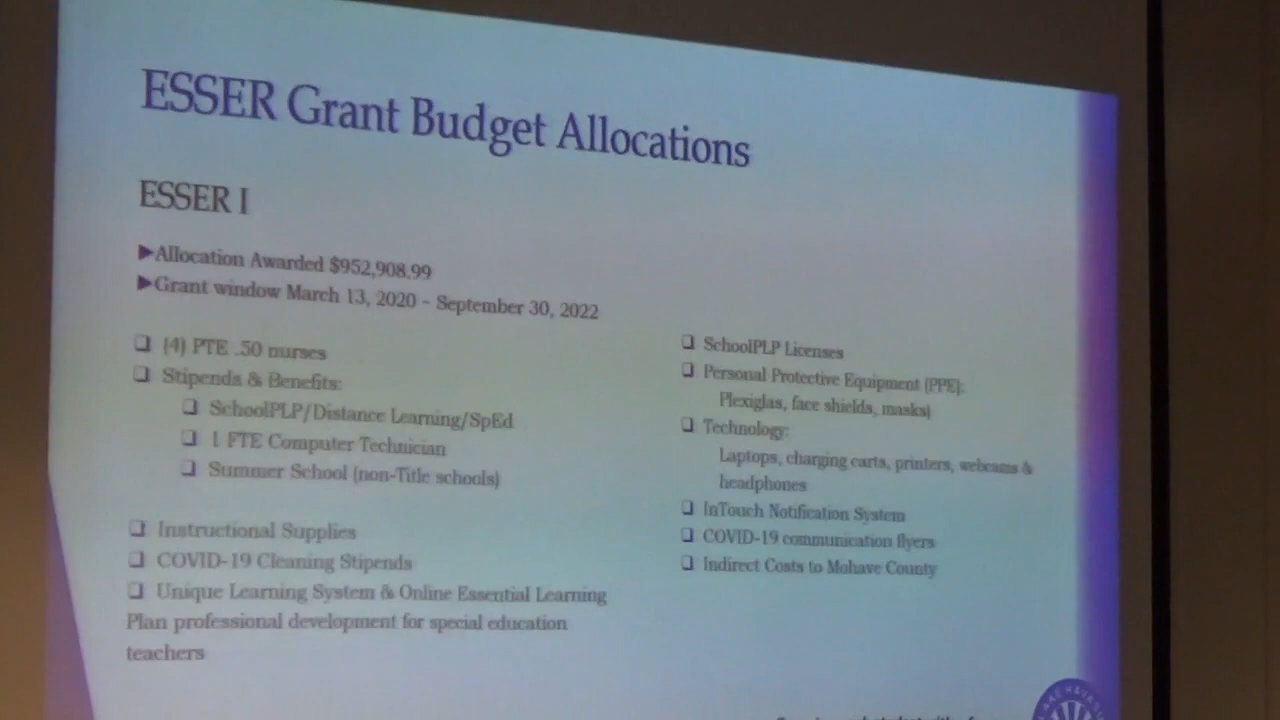 ESSER Grant Budget Allocations
ESSER I
▶Allocation Awarded $952,908.99
▶Grant window March 13, 2020 - September 30, 2022
❑ (4) PTE .50 nurses
❑ Stipends & Benefits:
❑ SchoolPLP/Distance Learning/SpEd
❑ 1 FTE Computer Technician
❑ Summer School (non-Title schools)
❑ Instructional Supplies
❑ COVID-19 Cleaning Stipends
❑ Unique Learning System & Online Essential Learning
Plan professional development for special education
teachers
❑ SchoolPLP Licenses
❑ Personal Protective Equipment (PPE):
Plexiglas, face shields, masks)
❑ Technology:
Laptops, charging carts, printers, webcams &
headphones
❑ InTouch Notification System
❑ COVID-19 communication flyers
❑ Indirect Costs to Mohave County